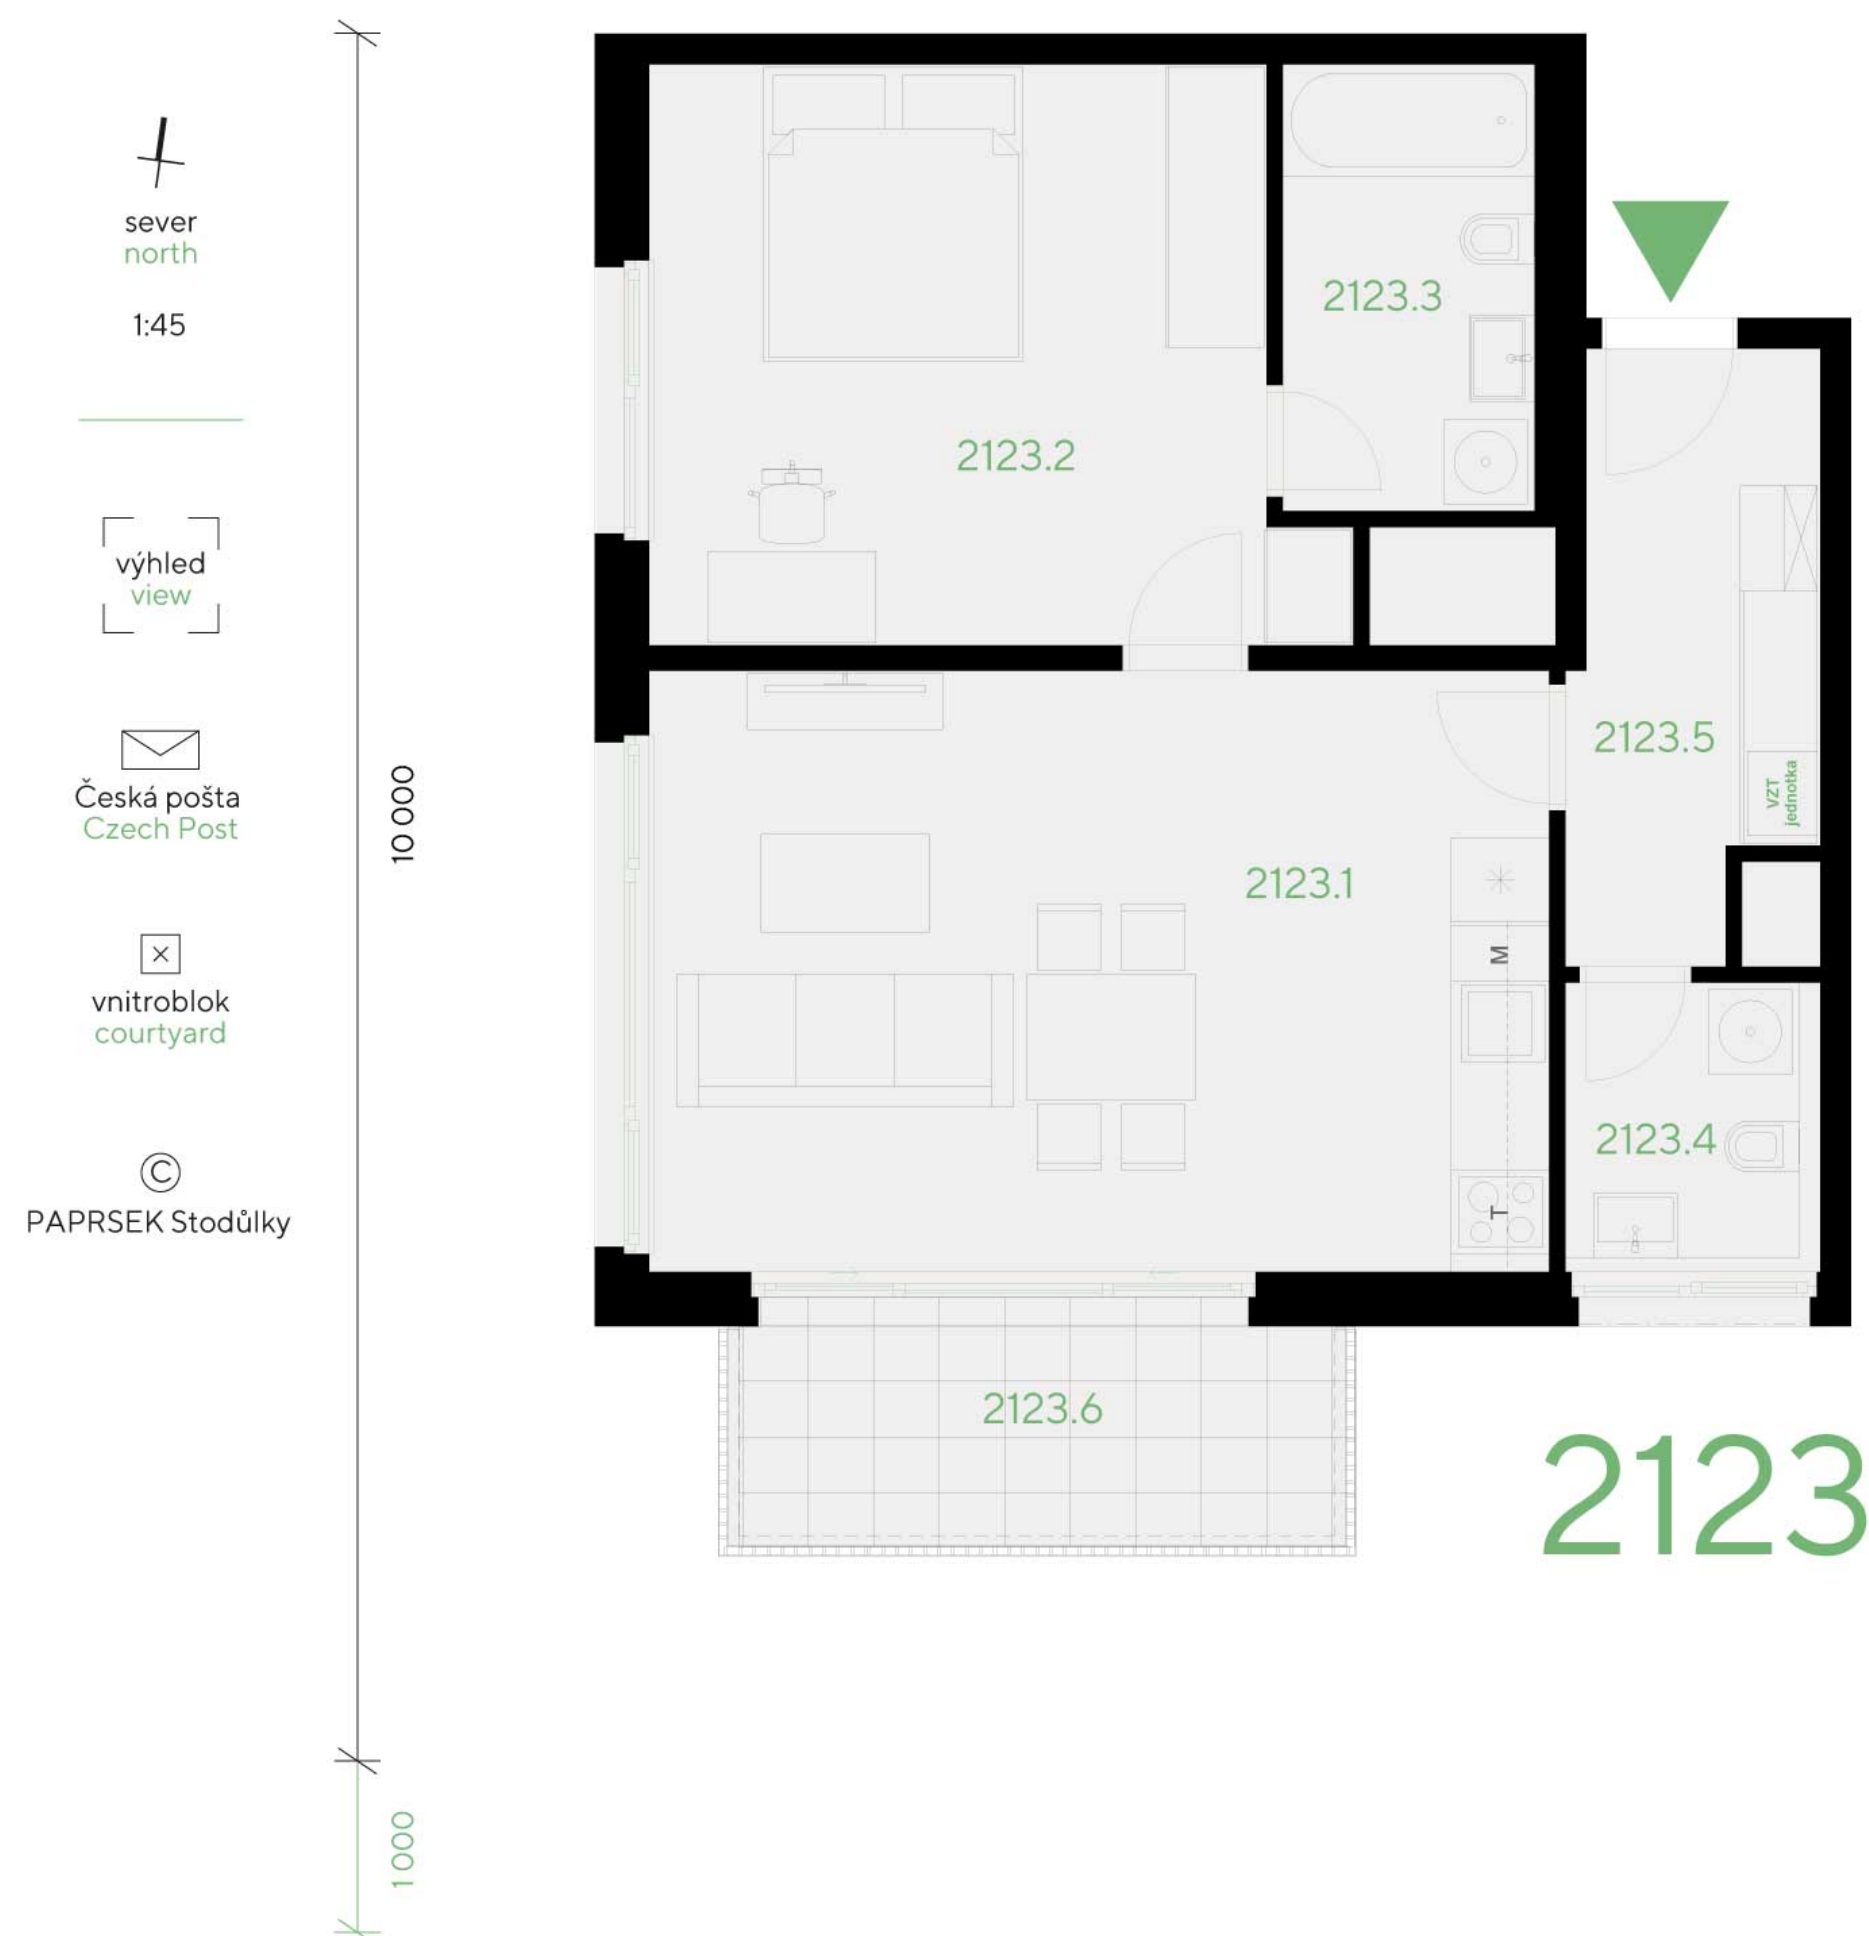 sever
north
1:45
výhled
view
Česká pošta
Czech Post
vnitroblok
courtyard
©
PAPRSEK Stodůlky
10 000
1 000
2123.3
2123.2
2123.5
VZT
jednotka
2123.1
M
2123.4
T
2123.6
2123